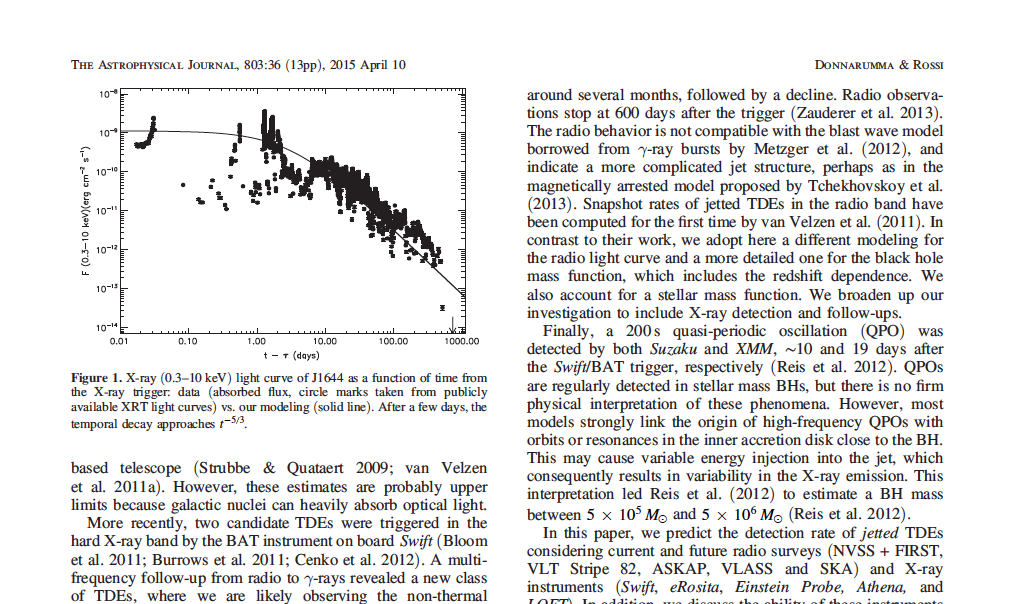 THE ASTROPHYSICAL JOURNAL, 803:36 (13pp), 2015 April 10
DONNARUMMA & ROSSI
10⁻⁸
10⁻⁹
10⁻¹⁰
10⁻¹¹
10⁻¹²
10⁻¹³
10⁻¹⁴
F (0.3–10 keV)(erg cm⁻² s⁻¹)
0.01 0.10 1.00 10.00 100.00 1000.00
t − τ (days)
Figure 1. X-ray (0.3–10 keV) light curve of J1644 as a function of time from
the X-ray trigger: data (absorbed flux, circle marks taken from publicly
available XRT light curves) vs. our modeling (solid line). After a few days, the
temporal decay approaches t⁻⁵/³.
based telescope (Strubbe & Quataert 2009; van Velzen
et al. 2011a). However, these estimates are probably upper
limits because galactic nuclei can heavily absorb optical light.
More recently, two candidate TDEs were triggered in the
hard X-ray band by the BAT instrument on board Swift (Bloom
et al. 2011; Burrows et al. 2011; Cenko et al. 2012). A multi-
frequency follow-up from radio to γ-rays revealed a new class
of TDEs, where we are likely observing the non-thermal
around several months, followed by a decline. Radio observa-
tions stop at 600 days after the trigger (Zauderer et al. 2013).
The radio behavior is not compatible with the blast wave model
borrowed from γ-ray bursts by Metzger et al. (2012), and
indicate a more complicated jet structure, perhaps as in the
magnetically arrested model proposed by Tchekhovskoy et al.
(2013). Snapshot rates of jetted TDEs in the radio band have
been computed for the first time by van Velzen et al. (2011). In
contrast to their work, we adopt here a different modeling for
the radio light curve and a more detailed one for the black hole
mass function, which includes the redshift dependence. We
also account for a stellar mass function. We broaden up our
investigation to include X-ray detection and follow-ups.
Finally, a 200 s quasi-periodic oscillation (QPO) was
detected by both Suzaku and XMM, ~10 and 19 days after
the Swift/BAT trigger, respectively (Reis et al. 2012). QPOs
are regularly detected in stellar mass BHs, but there is no firm
physical interpretation of these phenomena. However, most
models strongly link the origin of high-frequency QPOs with
orbits or resonances in the inner accretion disk close to the BH.
This may cause variable energy injection into the jet, which
consequently results in variability in the X-ray emission. This
interpretation led Reis et al. (2012) to estimate a BH mass
between 5 × 10⁵ M⊙ and 5 × 10⁶ M⊙ (Reis et al. 2012).
In this paper, we predict the detection rate of jetted TDEs
considering current and future radio surveys (NVSS + FIRST,
VLT Stripe 82, ASKAP, VLASS and SKA) and X-ray
instruments (Swift, eRosita, Einstein Probe, Athena, and
LOFT). In addition, we discuss the ability of these instruments